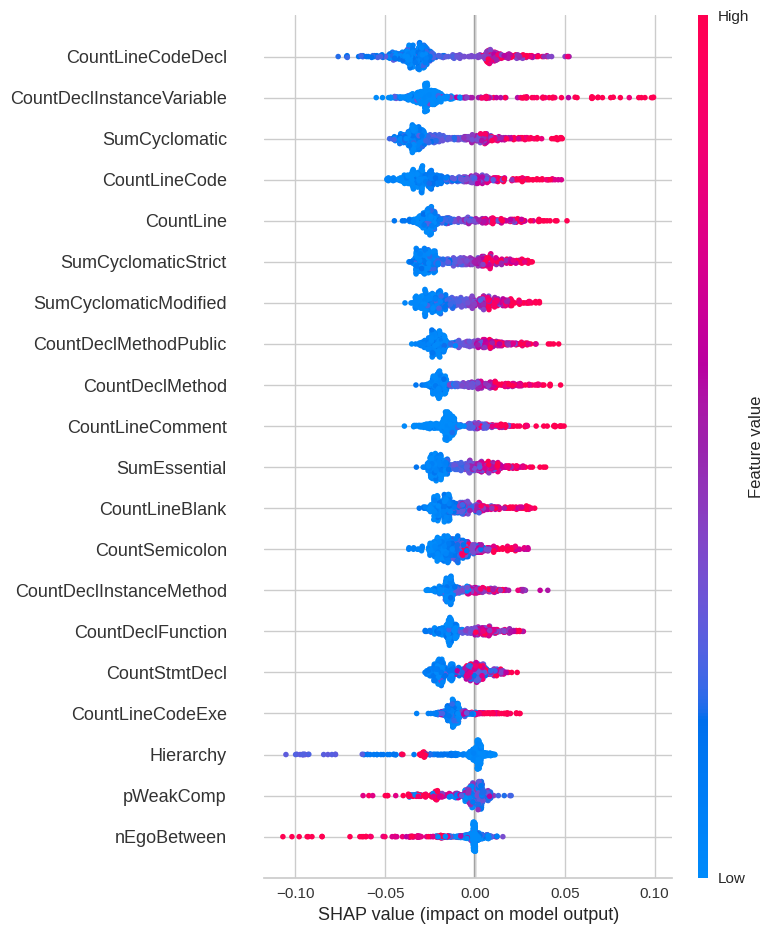 High
CountLineCodeDecl
CountDeclInstanceVariable
SumCyclomatic
CountLineCode
CountLine
SumCyclomaticStrict
SumCyclomaticModified
CountDeclMethodPublic
CountDeclMethod
CountLineComment
SumEssential
CountLineBlank
CountSemicolon
CountDeclInstanceMethod
CountDeclFunction
CountStmtDecl
CountLineCodeExe
Hierarchy
pWeakComp
nEgoBetween
Feature value
Low
−0.10 −0.05 0.00 0.05 0.10
SHAP value (impact on model output)